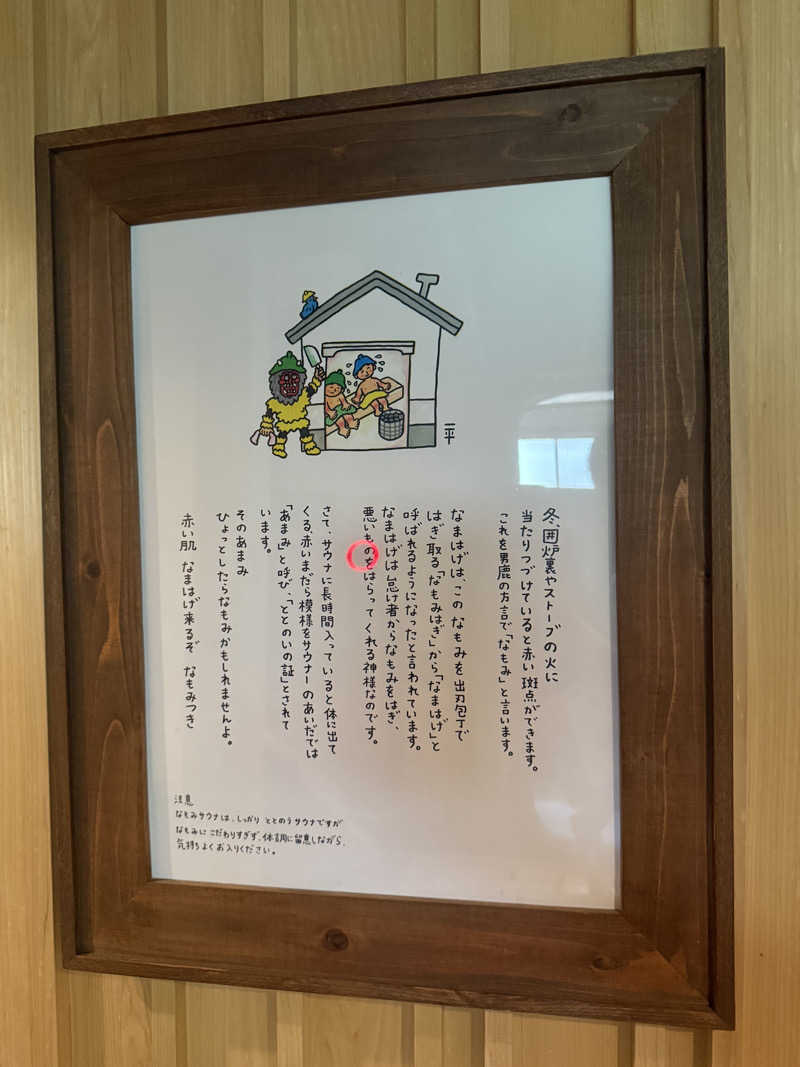 一平
冬、囲炉裏やストーブの火に
当たりつづけていると赤い斑点ができます。
これを男鹿の方言で「なもみ」と言います。
なまはげは、この なもみを出刃包丁で
はぎ取る「なもみはぎ」から「なまはげ」と
呼ばれるようになったと言われています。
なまはげは 怠け者からなもみをはぎ、
悪いものをはらって くれる神様なのです。
さて、サウナに長時間入っていると体に出て
くる、赤いまだら模様をサウナーのあいだでは
「あまみ」と呼び、「ととのいの証」とされて
います。
そのあまみ
ひょっとしたらなもみかもしれませんよ。
赤い肌 なまはげ来るぞ なもみつき
注意
なもみサウナは、しっかり ととのうサウナですが
なもみに こだわりすぎず、体調に留意しながら、
気持ちよくお入りください。